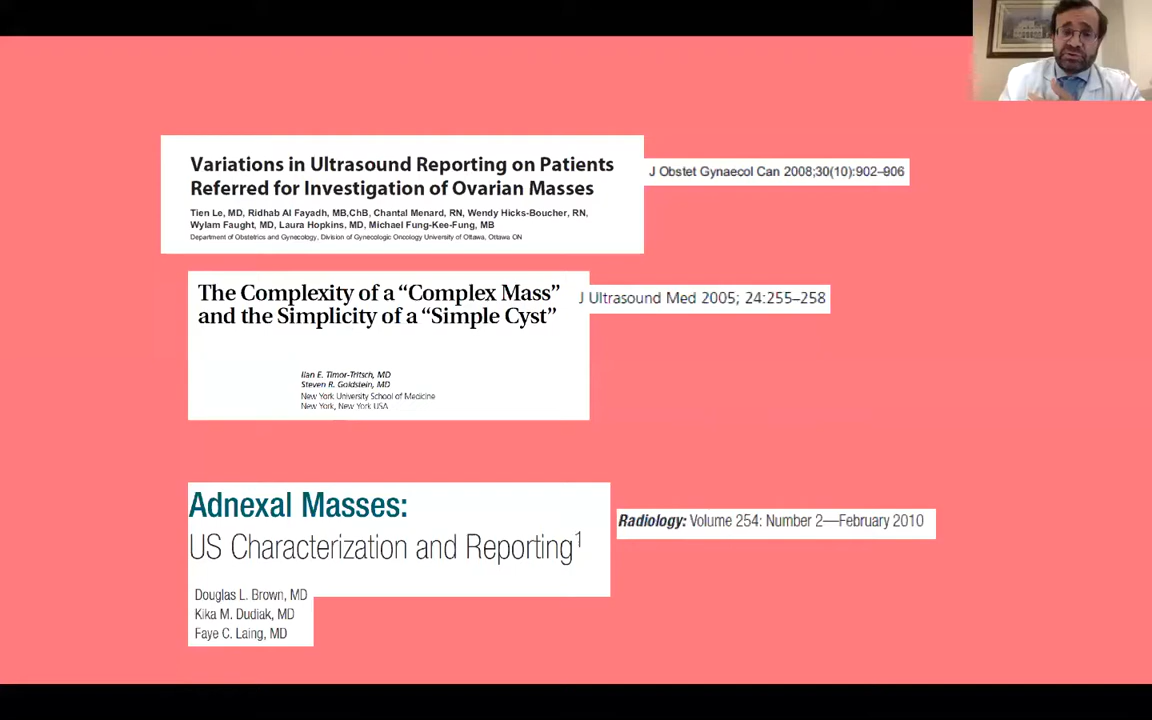 Variations in Ultrasound Reporting on Patients
Referred for Investigation of Ovarian Masses
Tien Le, MD, Ridhab Al Fayadh, MB,ChB, Chantal Menard, RN, Wendy Hicks-Boucher, RN,
Wylam Faught, MD, Laura Hopkins, MD, Michael Fung-Kee-Fung, MB
Department of Obstetrics and Gynecology, Division of Gynecologic Oncology University of Ottawa, Ottawa ON
J Obstet Gynaecol Can 2008;30(10):902–906
The Complexity of a “Complex Mass”
and the Simplicity of a “Simple Cyst”
J Ultrasound Med 2005; 24:255–258
Ilan E. Timor-Tritsch, MD
Steven R. Goldstein, MD
New York University School of Medicine
New York, New York USA
Adnexal Masses:
US Characterization and Reporting¹
Radiology: Volume 254: Number 2—February 2010
Douglas L. Brown, MD
Kika M. Dudiak, MD
Faye C. Laing, MD